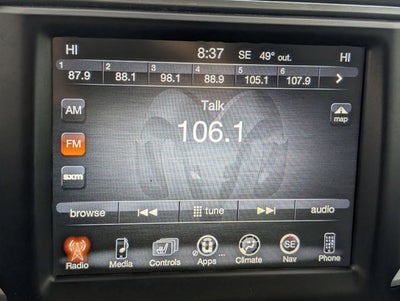 HI 8:37 SE 49° out. HI
1 2 3 4 5 6
87.9 88.1 98.1 88.9 105.1 107.9
AM
Talk
106.1
map
FM
sxm
browse tune audio
SE
Radio Media Controls Apps Climate Nav Phone